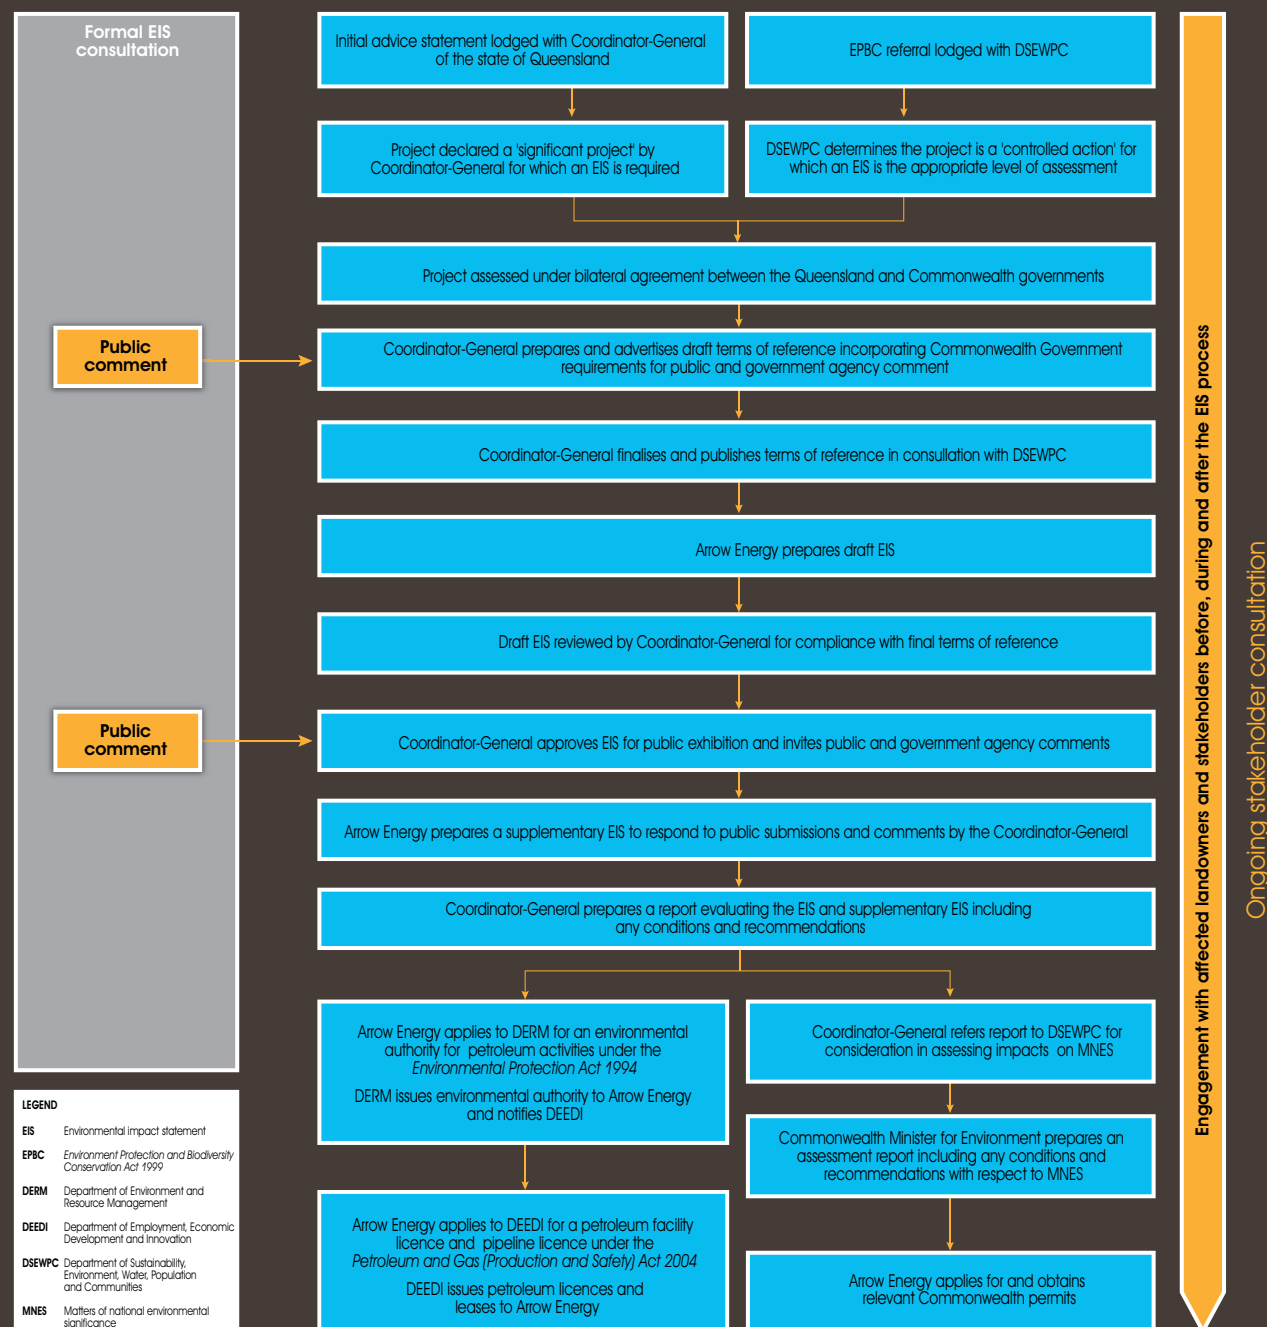 Formal EIS
consultation
Initial advice statement lodged with Coordinator-General
of the state of Queensland
EPBC referral lodged with DSEWPC
Project declared a 'significant project' by
Coordinator-General for which an EIS is required
DSEWPC determines the project is a 'controlled action' for
which an EIS is the appropriate level of assessment
Project assessed under bilateral agreement between the Queensland and Commonwealth governments
Public
comment
Coordinator-General prepares and advertises draft terms of reference incorporating Commonwealth Government
requirements for public and government agency comment
Coordinator-General finalises and publishes terms of reference in consullation with DSEWPC
Arrow Energy prepares draft EIS
Draft EIS reviewed by Coordinator-General for compliance with final terms of reference
Public
comment
Coordinator-General approves EIS for public exhibition and invites public and government agency comments
Arrow Energy prepares a supplementary EIS to respond to public submissions and comments by the Coordinator-General
Coordinator-General prepares a report evaluating the EIS and supplementary EIS including
any conditions and recommendations
Arrow Energy applies to DERM for an environmental
authority for petroleum activities under the
Environmental Protection Act 1994
DERM issues environmental authority to Arrow Energy
and notifies DEEDI
Coordinator-General refers report to DSEWPC for
consideration in assessing impacts on MNES
Commonwealth Minister for Environment prepares an
assessment report including any conditions and
recommendations with respect to MNES
Arrow Energy applies to DEEDI for a petroleum facility
licence and pipeline licence under the
Petroleum and Gas (Production and Safety) Act 2004
DEEDI issues petroleum licences and
leases to Arrow Energy
Arrow Energy applies for and obtains
relevant Commonwealth permits
Engagement with affected landowners and stakeholders before, during and after the EIS process
Ongoing stakeholder consultation
LEGEND
EIS Environmental impact statement
EPBC Environment Protection and Biodiversity
Conservation Act 1999
DERM Department of Environment and
Resource Management
DEEDI Department of Employment, Economic
Development and Innovation
DSEWPC Department of Sustainability,
Environment, Water, Population
and Communities
MNES Matters of national environmental
significance